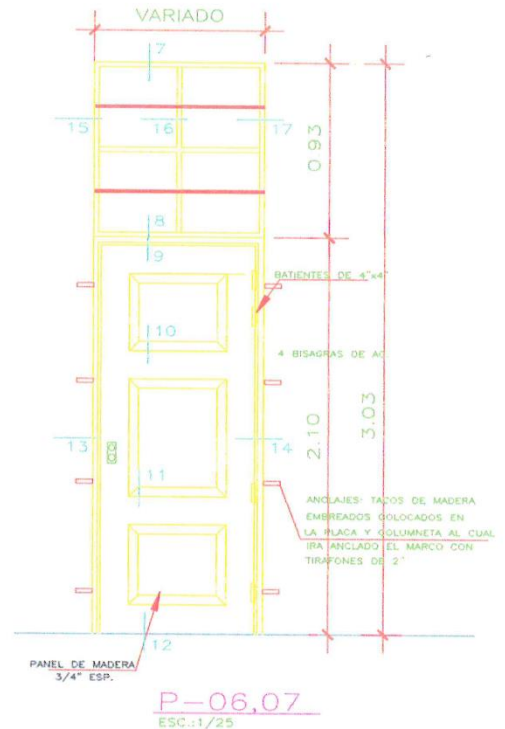 VARIADO
7
15
16
17
0.93
8
9
BATIENTES DE 4"x4"
10
4 BISAGRAS DE AC
2.10
3.03
13
14
11
ANCLAJES: TACOS DE MADERA
EMBREADOS COLOCADOS EN
LA PLACA Y COLUMNETA AL CUAL
IRA ANCLADO EL MARCO CON
TIRAFONES DE 2"
12
PANEL DE MADERA
3/4" ESP.
P-06,07
ESC.:1/25